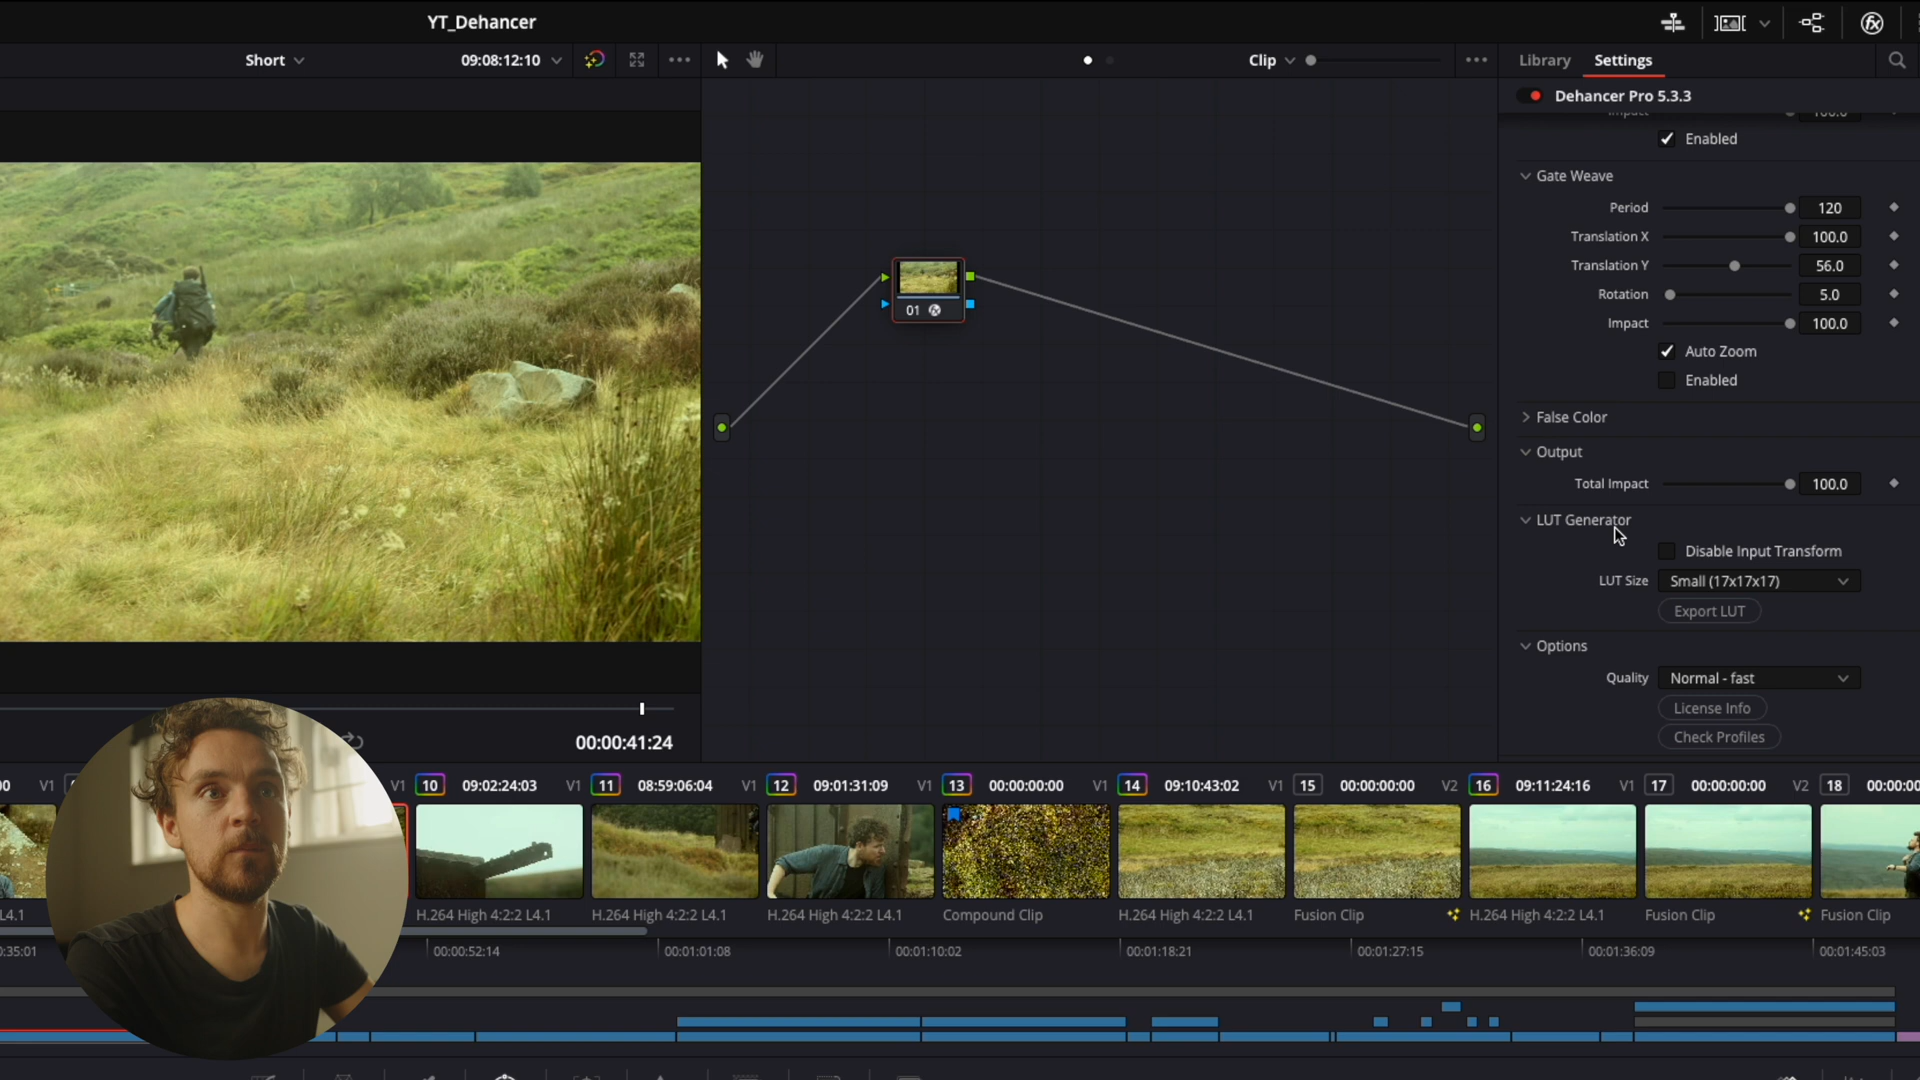 YT_Dehancer
Short
09:08:12:10
Clip
Library
Settings
Dehancer Pro 5.3.3
Impact
100.0
Enabled
Gate Weave
Period
120
Translation X
100.0
Translation Y
56.0
Rotation
5.0
Impact
100.0
Auto Zoom
Enabled
False Color
Output
Total Impact
100.0
LUT Generator
Disable Input Transform
LUT Size
Small (17x17x17)
Export LUT
Options
Quality
Normal - fast
License Info
Check Profiles
01
00:00:41:24
V1
V1
10
09:02:24:03
V1
11
08:59:06:04
V1
12
09:01:31:09
V1
13
00:00:00:00
V1
14
09:10:43:02
V1
15
00:00:00:00
V2
16
09:11:24:16
V1
17
00:00:00:00
V2
18
L4.1
H.264 High 4:2:2 L4.1
H.264 High 4:2:2 L4.1
H.264 High 4:2:2 L4.1
Compound Clip
H.264 High 4:2:2 L4.1
Fusion Clip
H.264 High 4:2:2 L4.1
Fusion Clip
Fusion Clip
00:00:52:14
00:01:01:08
00:01:10:02
00:01:18:21
00:01:27:15
00:01:36:09
00:01:45:03